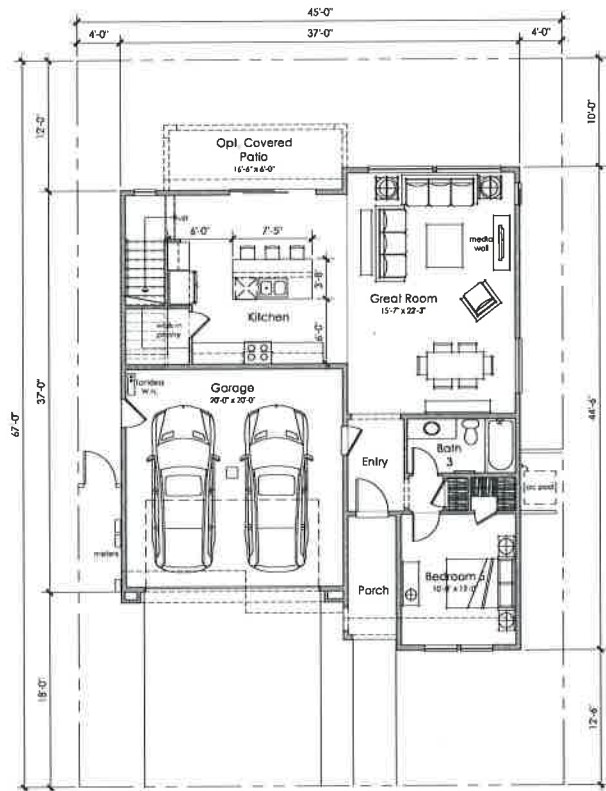 45'-0"
4'-0"
37'-0"
4'-0"
12'-0"
10'-0"
Opt. Covered
Patio
16'-6" x 6'-0"
6'-0"
7'-5"
media
wall
3'-8"
Great Room
15'-7" x 22'-3"
Kitchen
walk-in
pantry
6'-0"
67'-0"
37'-0"
44'-6"
Tankless
W.H.
Garage
20'-0" x 20'-0"
Entry
Bath
3
a/c pad
meters
Porch
Bedroom
18'-0"
12'-6"